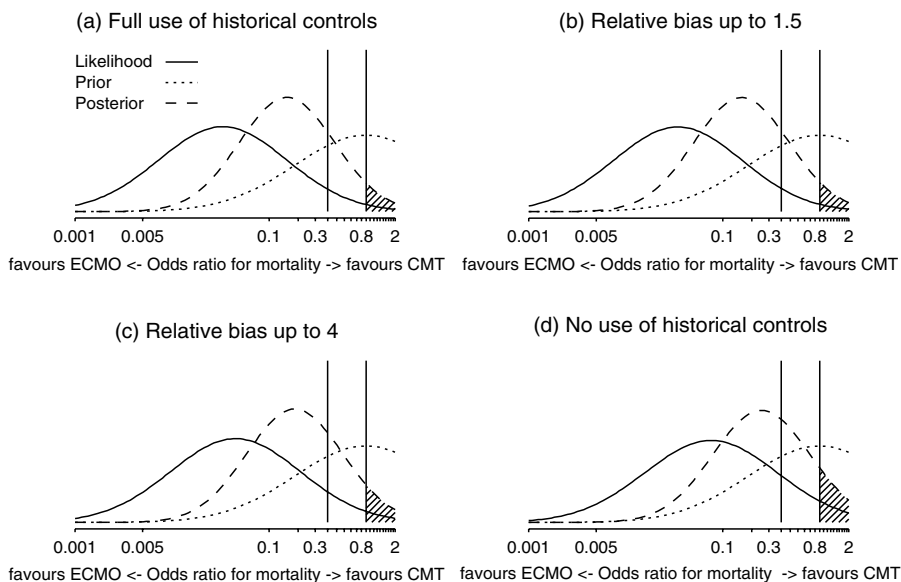 (a) Full use of historical controls
Likelihood
Prior
Posterior
0.001 0.005 0.1 0.3 0.8 2
favours ECMO <- Odds ratio for mortality -> favours CMT
(b) Relative bias up to 1.5
0.001 0.005 0.1 0.3 0.8 2
favours ECMO <- Odds ratio for mortality -> favours CMT
(c) Relative bias up to 4
0.001 0.005 0.1 0.3 0.8 2
favours ECMO <- Odds ratio for mortality -> favours CMT
(d) No use of historical controls
0.001 0.005 0.1 0.3 0.8 2
favours ECMO <- Odds ratio for mortality -> favours CMT